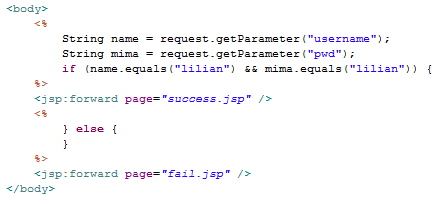 <body>
<%
String name = request.getParameter("username");
String mima = request.getParameter("pwd");
if (name.equals("lilian") && mima.equals("lilian")) {
%>
<jsp:forward page="success.jsp" />
<%
} else {
}
%>
<jsp:forward page="fail.jsp" />
</body>